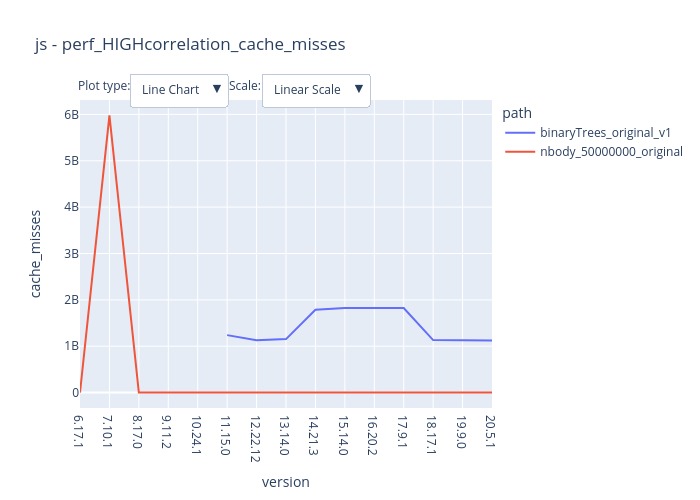 js - perf_HIGHcorrelation_cache_misses
Plot type: Line Chart ▼ Scale: Linear Scale ▼
path
binaryTrees_original_v1
nbody_50000000_original
cache_misses
6B
5B
4B
3B
2B
1B
0
6.17.1
7.10.1
8.17.0
9.11.2
10.24.1
11.15.0
12.22.12
13.14.0
14.21.3
15.14.0
16.20.2
17.9.1
18.17.1
19.9.0
20.5.1
version